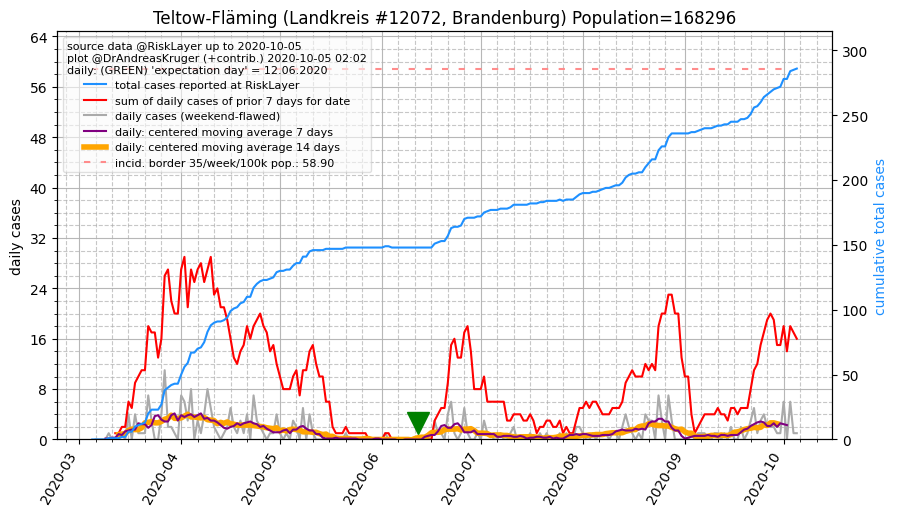 Teltow-Fläming (Landkreis #12072, Brandenburg) Population=168296
source data @RiskLayer up to 2020-10-05
plot @DrAndreasKruger (+contrib.) 2020-10-05 02:02
daily: (GREEN) 'expectation day' = 12.06.2020
total cases reported at RiskLayer
sum of daily cases of prior 7 days for date
daily cases (weekend-flawed)
daily: centered moving average 7 days
daily: centered moving average 14 days
incid. border 35/week/100k pop.: 58.90
daily cases
64
56
48
40
32
24
16
8
0
cumulative total cases
300
250
200
150
100
50
0
2020-03
2020-04
2020-05
2020-06
2020-07
2020-08
2020-09
2020-10